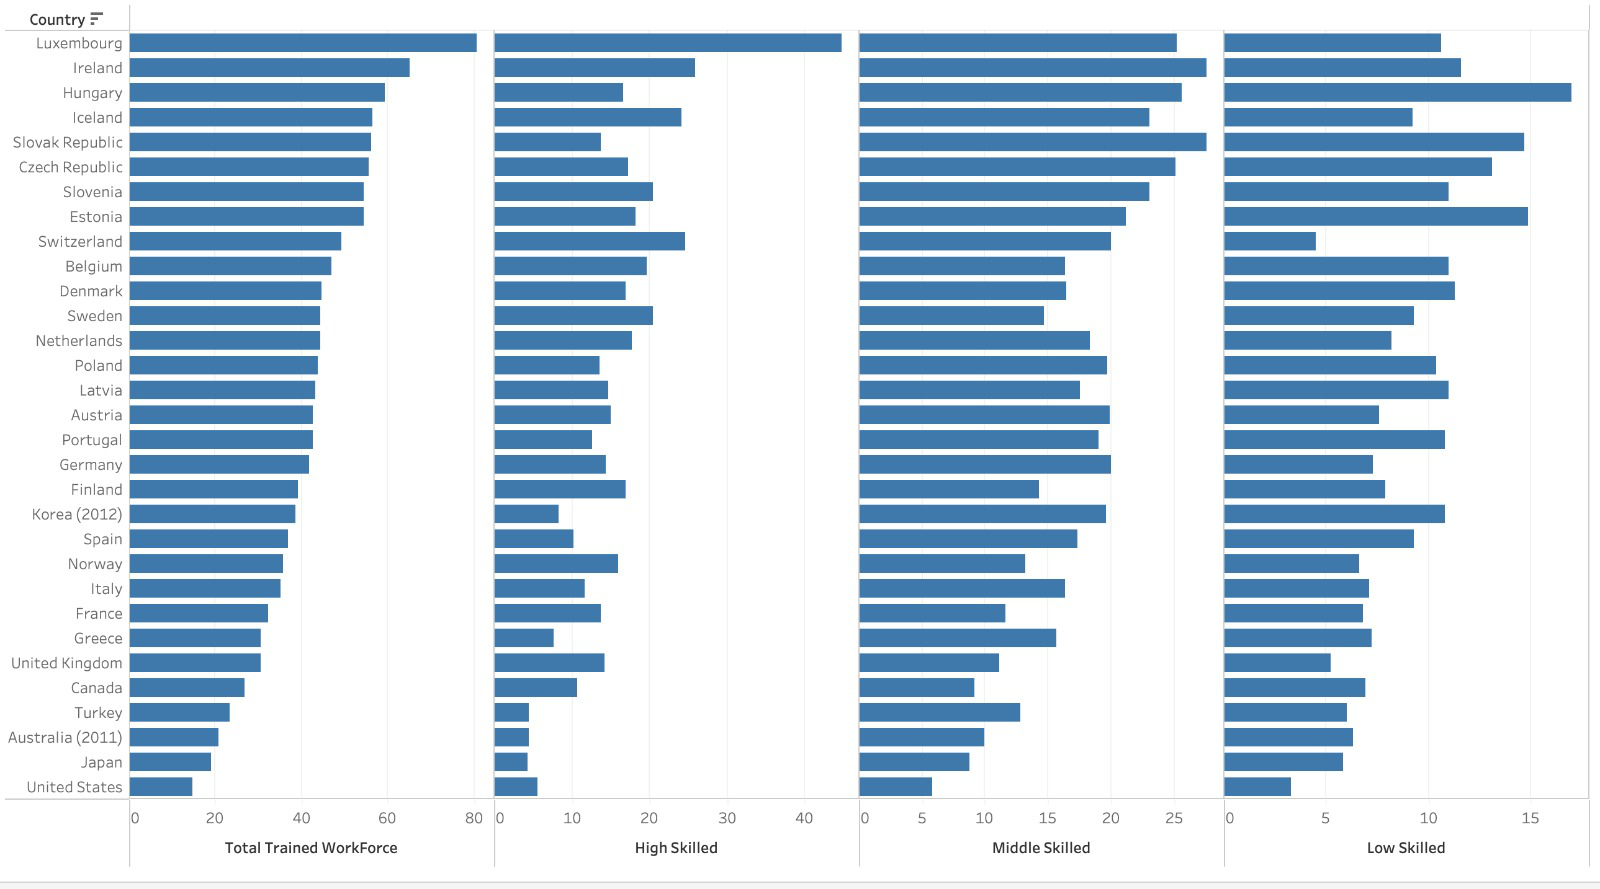 Country
Luxembourg
Ireland
Hungary
Iceland
Slovak Republic
Czech Republic
Slovenia
Estonia
Switzerland
Belgium
Denmark
Sweden
Netherlands
Poland
Latvia
Austria
Portugal
Germany
Finland
Korea (2012)
Spain
Norway
Italy
France
Greece
United Kingdom
Canada
Turkey
Australia (2011)
Japan
United States
0 20 40 60 80 0 10 20 30 40 0 5 10 15 20 25 0 5 10 15
Total Trained WorkForce High Skilled Middle Skilled Low Skilled